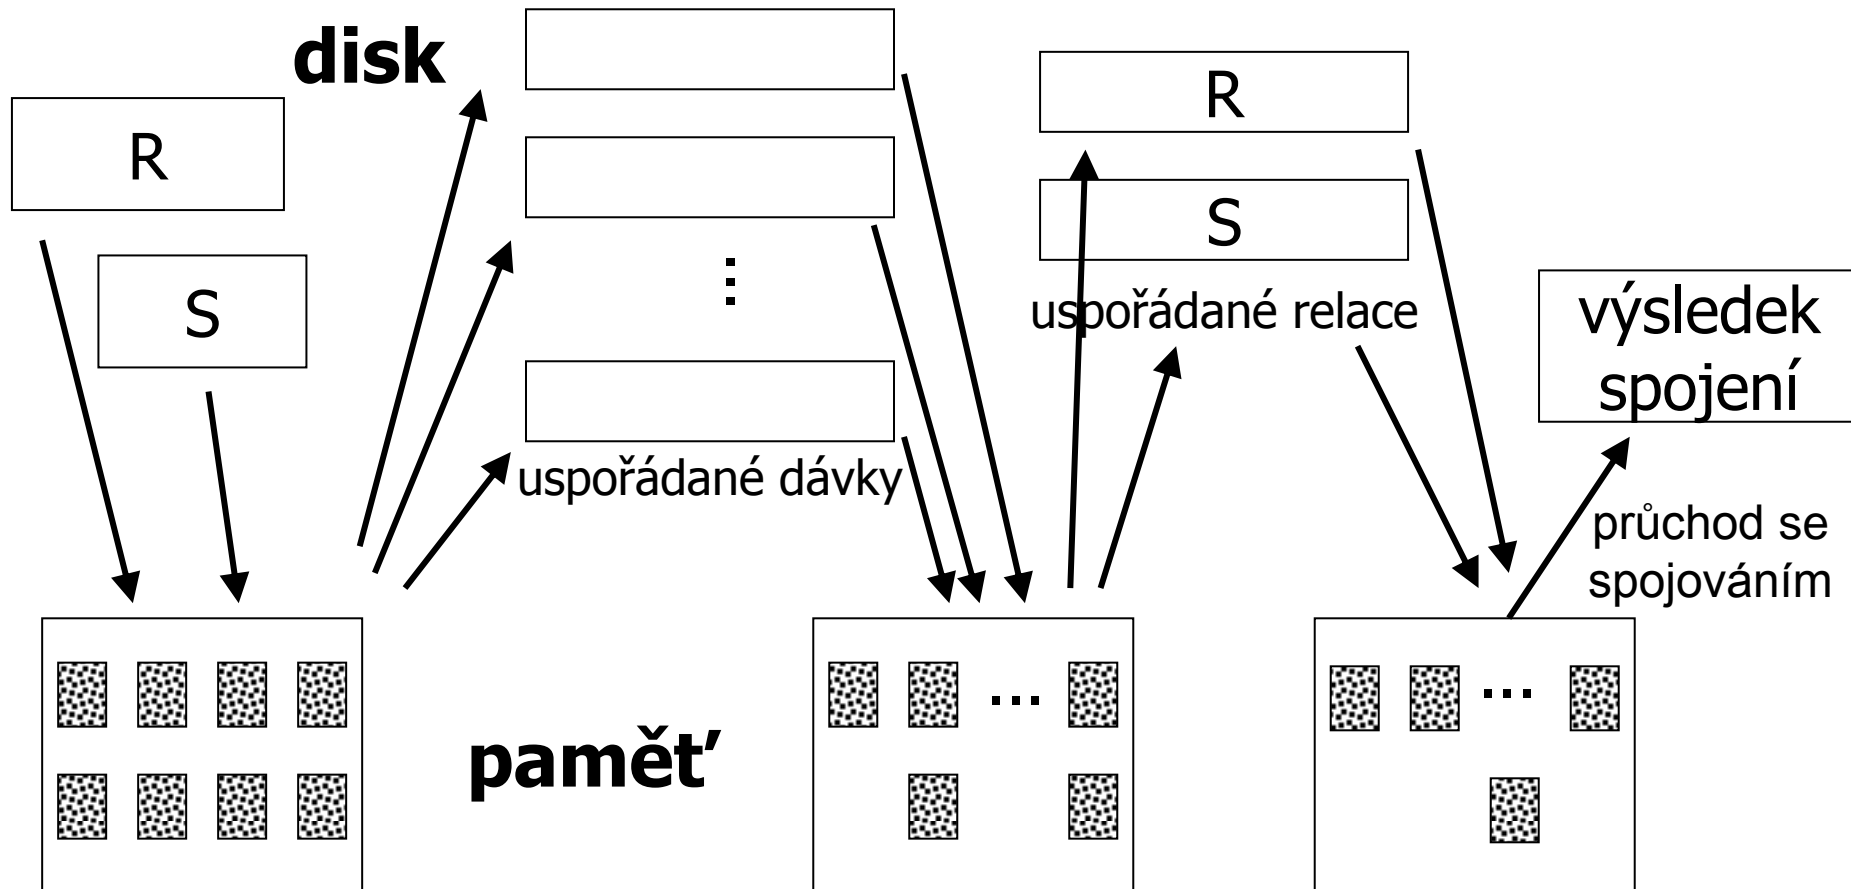 disk
R
S
uspořádané dávky
R
S
uspořádané relace
výsledek
spojení
průchod se
spojováním
paměť